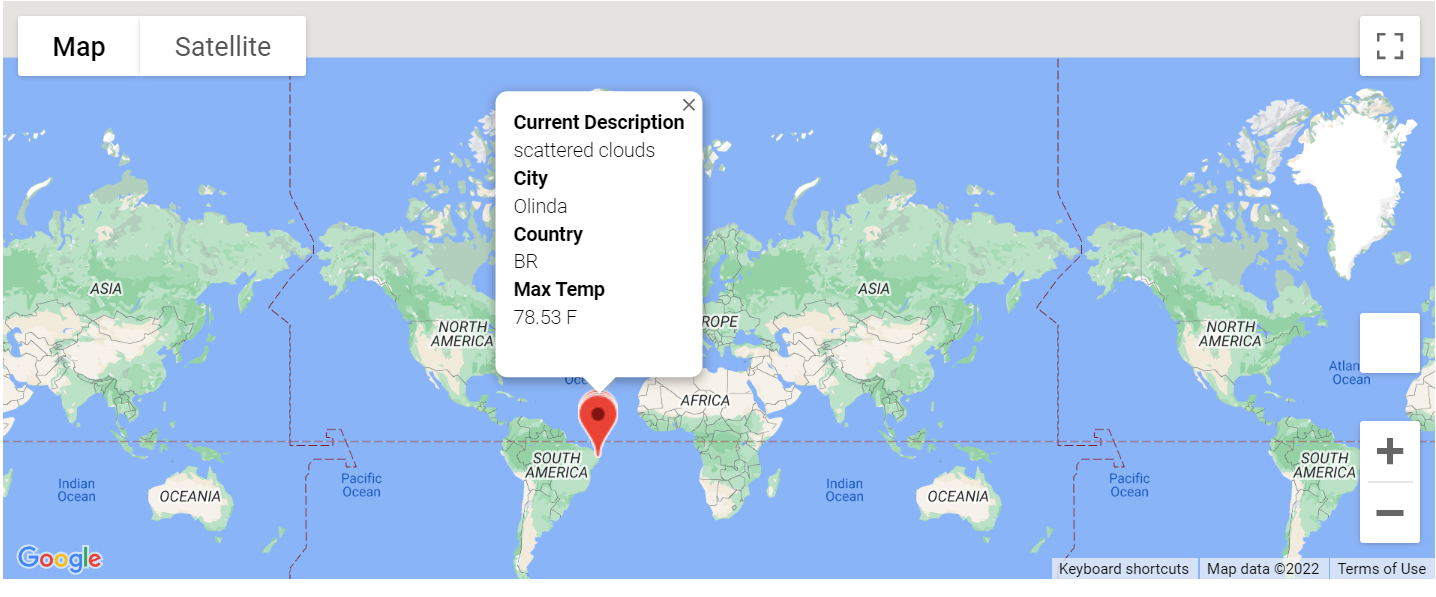 Map
Satellite
Current Description
scattered clouds
City
Olinda
Country
BR
Max Temp
78.53 F
ASIA
NORTH
AMERICA
ROPE
ASIA
NORTH
AMERICA
Oce
AFRICA
Atlan
Ocean
SOUTH
AMERICA
SOUTH
AMERICA
Indian
Ocean
OCEANIA
Pacific
Ocean
Indian
Ocean
OCEANIA
Pacific
Ocean
Google
Keyboard shortcuts
Map data ©2022
Terms of Use